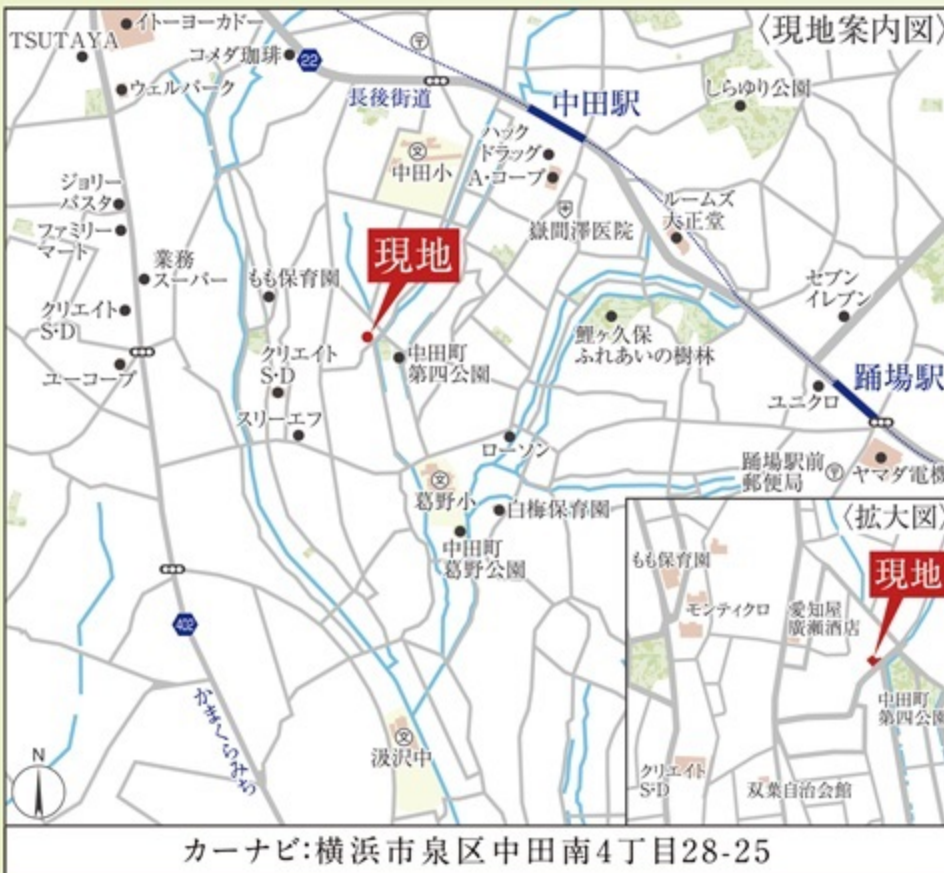 〈現地案内図〉
イトーヨーカドー
TSUTAYA
コメダ珈琲
22
ウェルパーク
長後街道
中田駅
しらゆり公園
ハック
ドラッグ
A・コープ
中田小
ジョリー
パスタ
ファミリー
マート
嶽間澤医院
ルームズ
大正堂
現地
業務
スーパー
もも保育園
セブン
イレブン
クリエイト
S・D
鯉ヶ久保
ふれあいの樹林
ユーコープ
クリエイト
S・D
中田町
第四公園
踊場駅
ユニクロ
スリーエフ
ローソン
踊場駅前
郵便局
ヤマダ電機
葛野小
白梅保育園
中田町
葛野公園
〈拡大図〉
もも保育園
現地
モンティクロ
愛知屋
廣瀬酒店
402
かまくらみち
中田町
第四公園
汲沢中
クリエイト
S・D
双葉自治会館
N
カーナビ:横浜市泉区中田南4丁目28-25